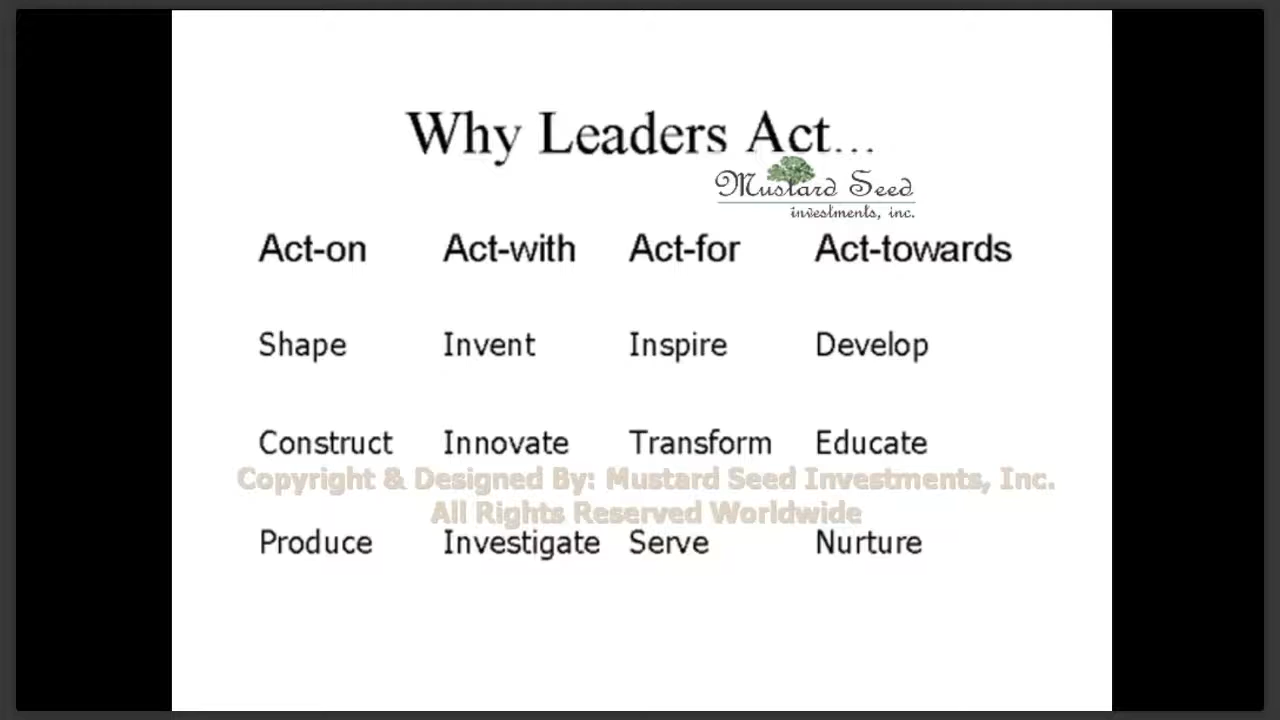 Why Leaders Act...
Mustard Seed
investments, inc.
Act-on Act-with Act-for Act-towards
Shape Invent Inspire Develop
Construct Innovate Transform Educate
Copyright & Designed By: Mustard Seed Investments, Inc.
All Rights Reserved Worldwide
Produce Investigate Serve Nurture